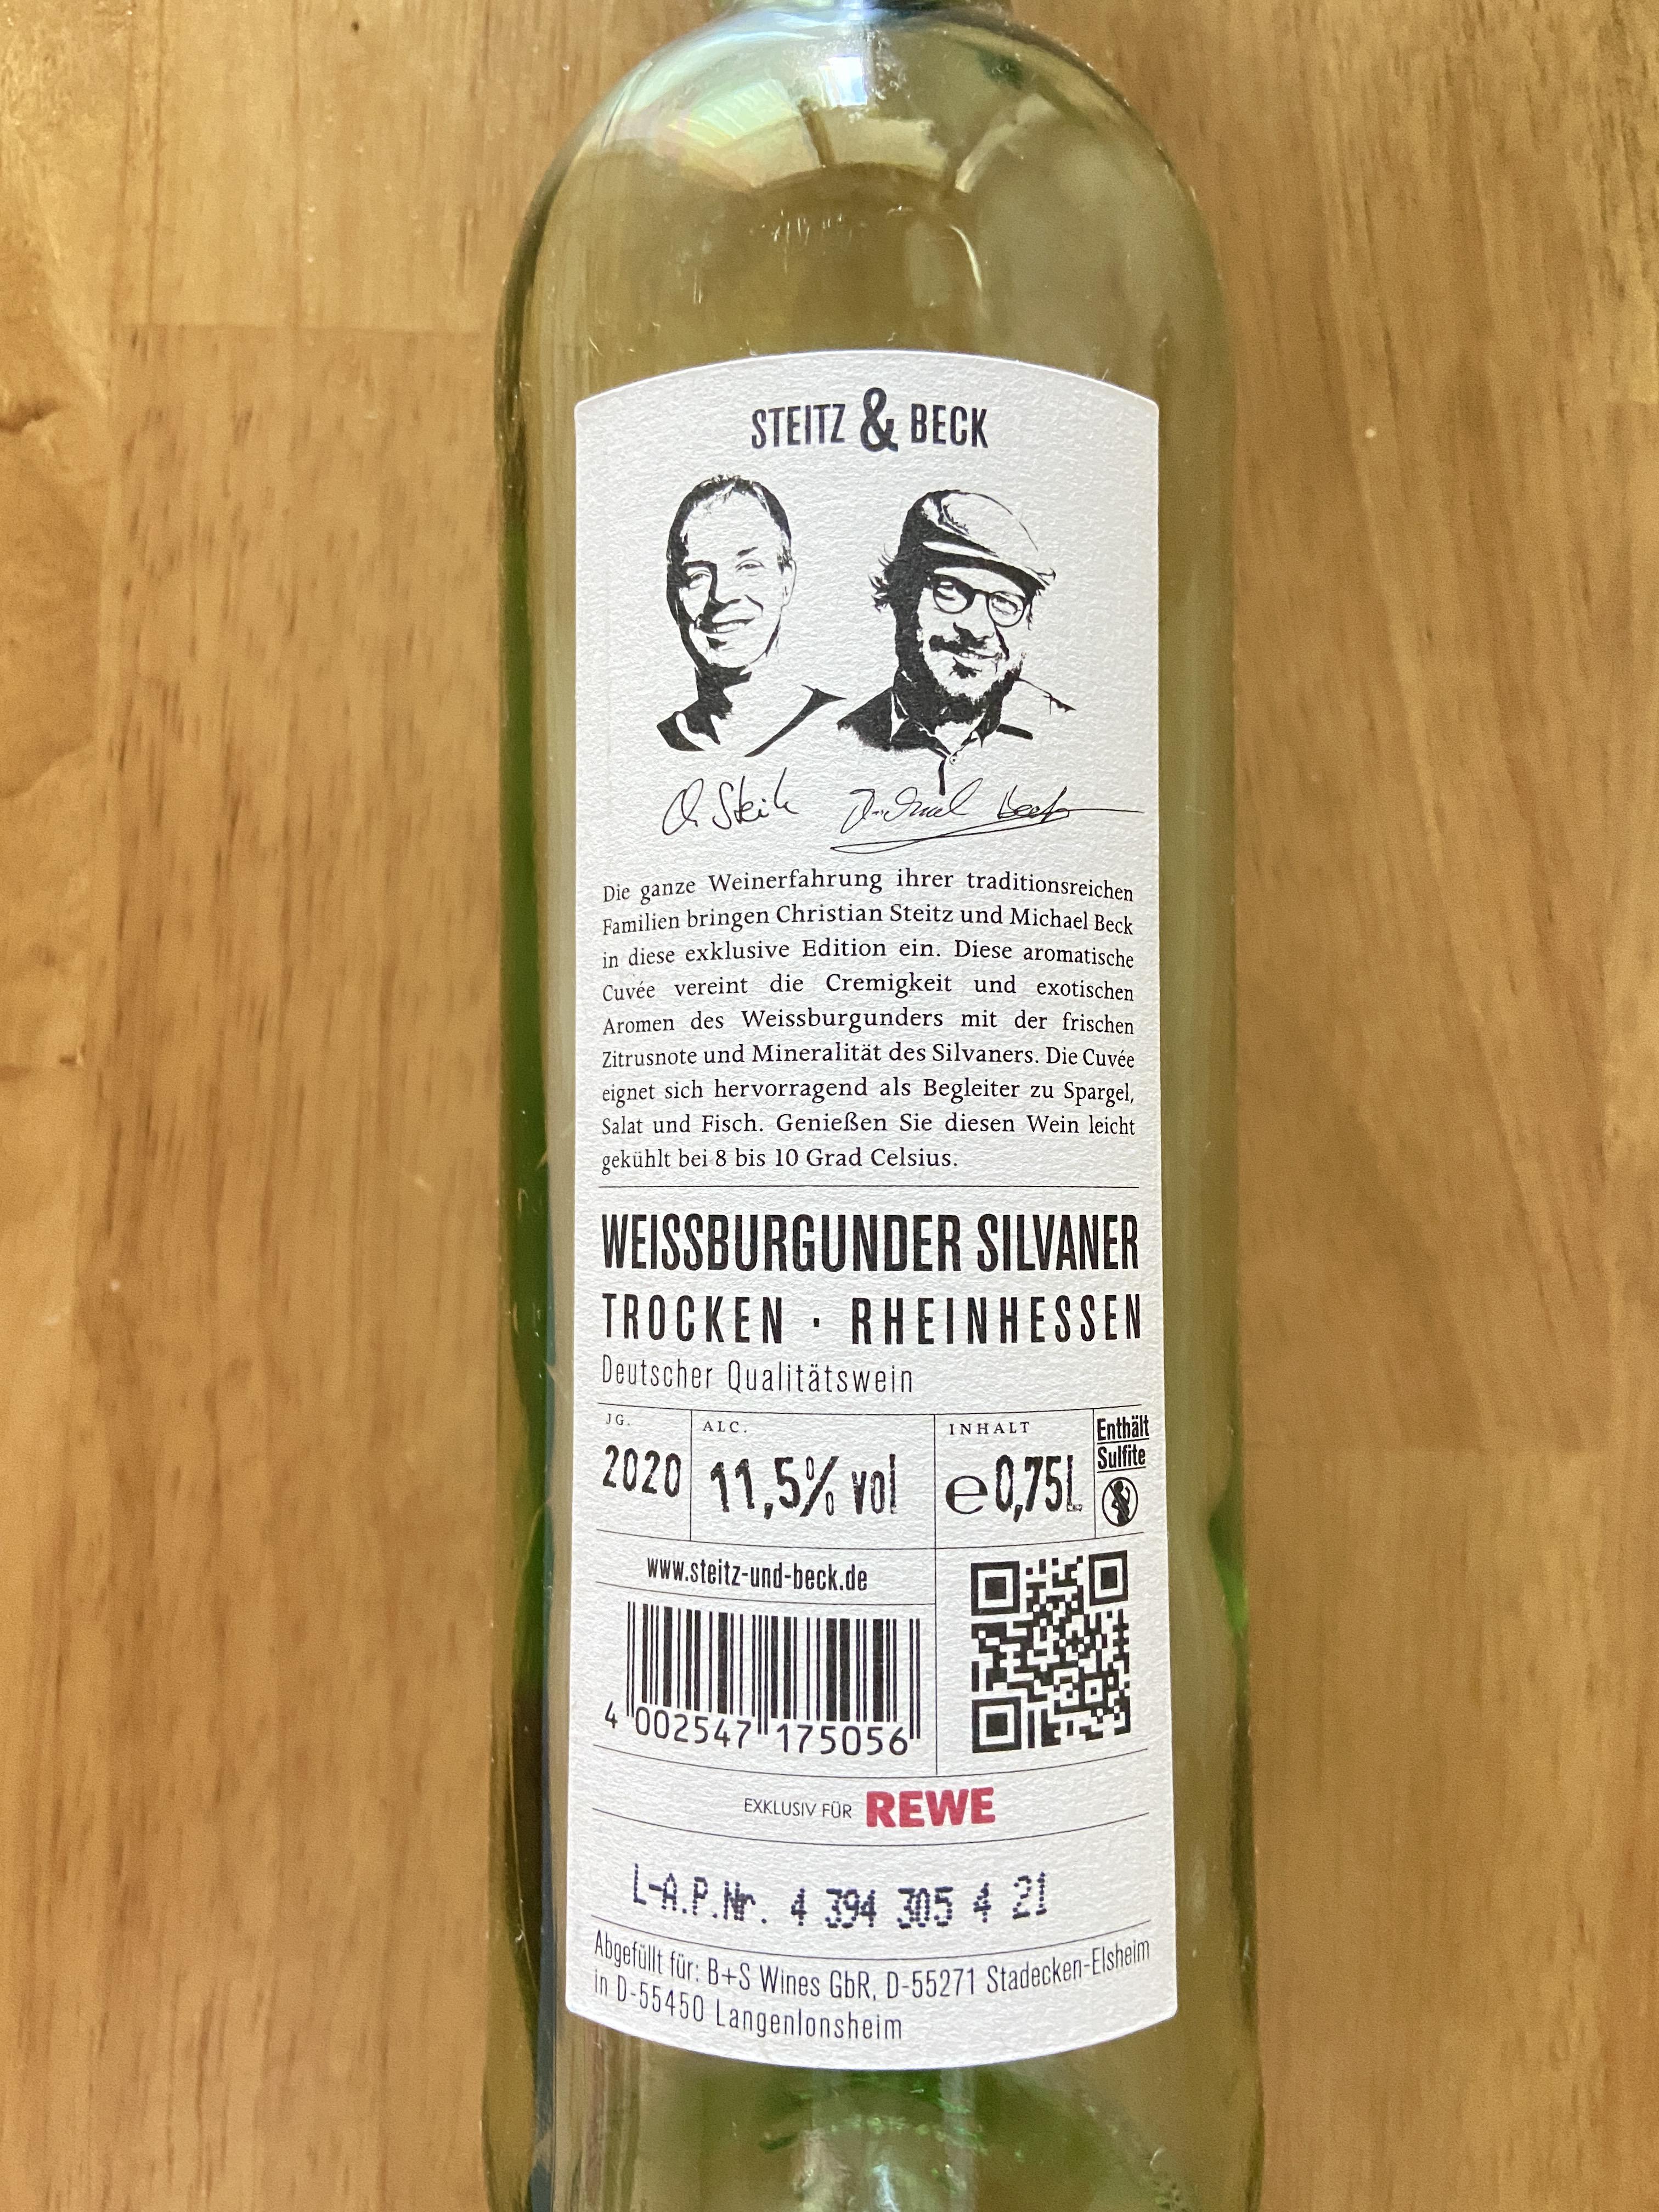 STEITZ & BECK
Die ganze Weinerfahrung ihrer traditionsreichen
Familien bringen Christian Steitz und Michael Beck
in diese exklusive Edition ein. Diese aromatische
Cuvée vereint die Cremigkeit und exotischen
Aromen des Weissburgunders mit der frischen
Zitrusnote und Mineralität des Silvaners. Die Cuvée
eignet sich hervorragend als Begleiter zu Spargel,
Salat und Fisch. Genießen Sie diesen Wein leicht
gekühlt bei 8 bis 10 Grad Celsius.
WEISSBURGUNDER SILVANER
TROCKEN · RHEINHESSEN
Deutscher Qualitätswein
JG.
2020
ALC.
11,5% vol
INHALT
e 0,75L
Enthält
Sulfite
www.steitz-und-beck.de
4 002547 175056
EXKLUSIV FÜR REWE
L-A.P.Nr. 4 394 305 4 21
Abgefüllt für: B+S Wines GbR, D-55271 Stadecken-Elsheim
in D-55450 Langenlonsheim